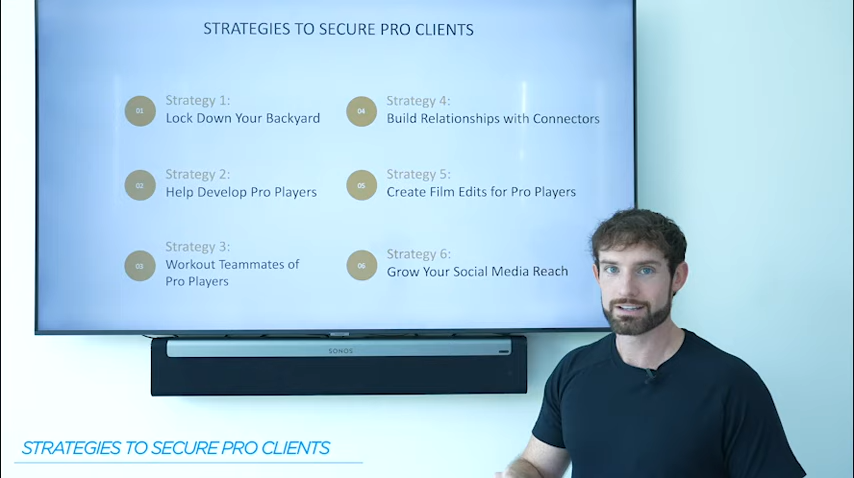 STRATEGIES TO SECURE PRO CLIENTS
01
Strategy 1:
Lock Down Your Backyard
02
Strategy 2:
Help Develop Pro Players
03
Strategy 3:
Workout Teammates of
Pro Players
04
Strategy 4:
Build Relationships with Connectors
05
Strategy 5:
Create Film Edits for Pro Players
06
Strategy 6:
Grow Your Social Media Reach
SONOS
STRATEGIES TO SECURE PRO CLIENTS